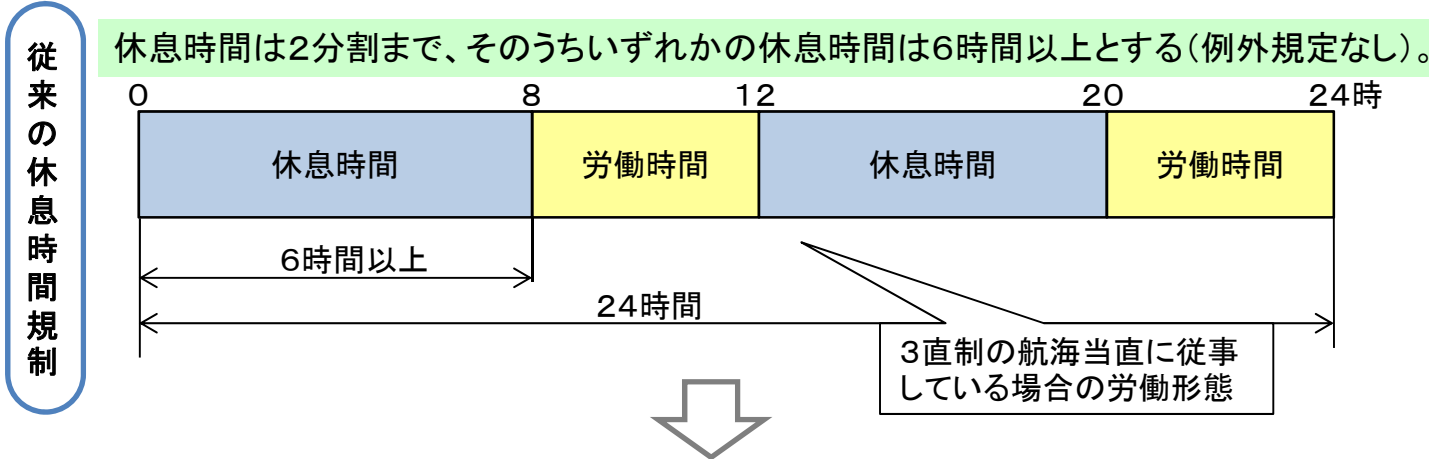 従来の休息時間規制
休息時間は２分割まで、そのうちいずれかの休息時間は６時間以上とする（例外規定なし）。
0 8 12 20 24時
休息時間 労働時間 休息時間 労働時間
６時間以上
24時間
３直制の航海当直に従事
している場合の労働形態